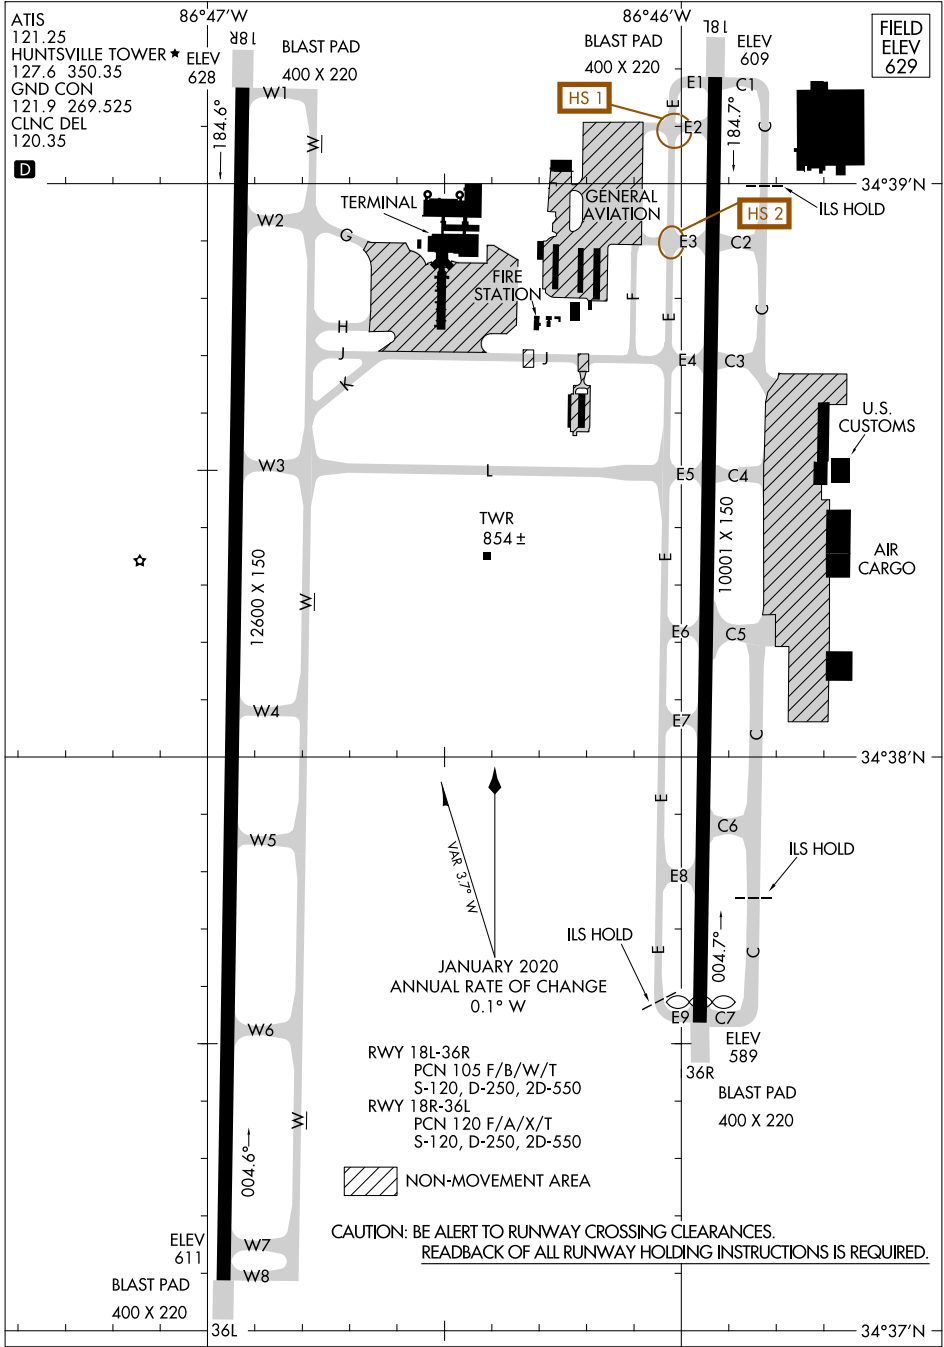 ATIS
121.25
HUNTSVILLE TOWER ★
127.6 350.35
GND CON
121.9 269.525
CLNC DEL
120.35
D
86°47'W
86°46'W
FIELD
ELEV
629
18R
ELEV
628
BLAST PAD
400 X 220
BLAST PAD
400 X 220
18L
ELEV
609
HS 1
HS 2
W1
W
184.6°
E1
C1
E
E2
184.7°
C
34°39'N
ILS HOLD
TERMINAL
GENERAL
AVIATION
W2
G
E3
C2
FIRE
STATION
F
E
C
H
J
J
K
E4
C3
U.S.
CUSTOMS
W3
L
E5
C4
TWR
854 ±
12600 X 150
10001 X 150
E
AIR
CARGO
W
E6
C5
W4
E7
C
34°38'N
E
VAR 3.7° W
W5
C6
ILS HOLD
E8
ILS HOLD
E
004.7°
C
JANUARY 2020
ANNUAL RATE OF CHANGE
0.1° W
W6
E9
C7
ELEV
589
36R
BLAST PAD
400 X 220
RWY 18L-36R
PCN 105 F/B/W/T
S-120, D-250, 2D-550
RWY 18R-36L
PCN 120 F/A/X/T
S-120, D-250, 2D-550
W
004.6°
NON-MOVEMENT AREA
CAUTION: BE ALERT TO RUNWAY CROSSING CLEARANCES.
READBACK OF ALL RUNWAY HOLDING INSTRUCTIONS IS REQUIRED.
ELEV
611
W7
W8
BLAST PAD
400 X 220
36L
34°37'N